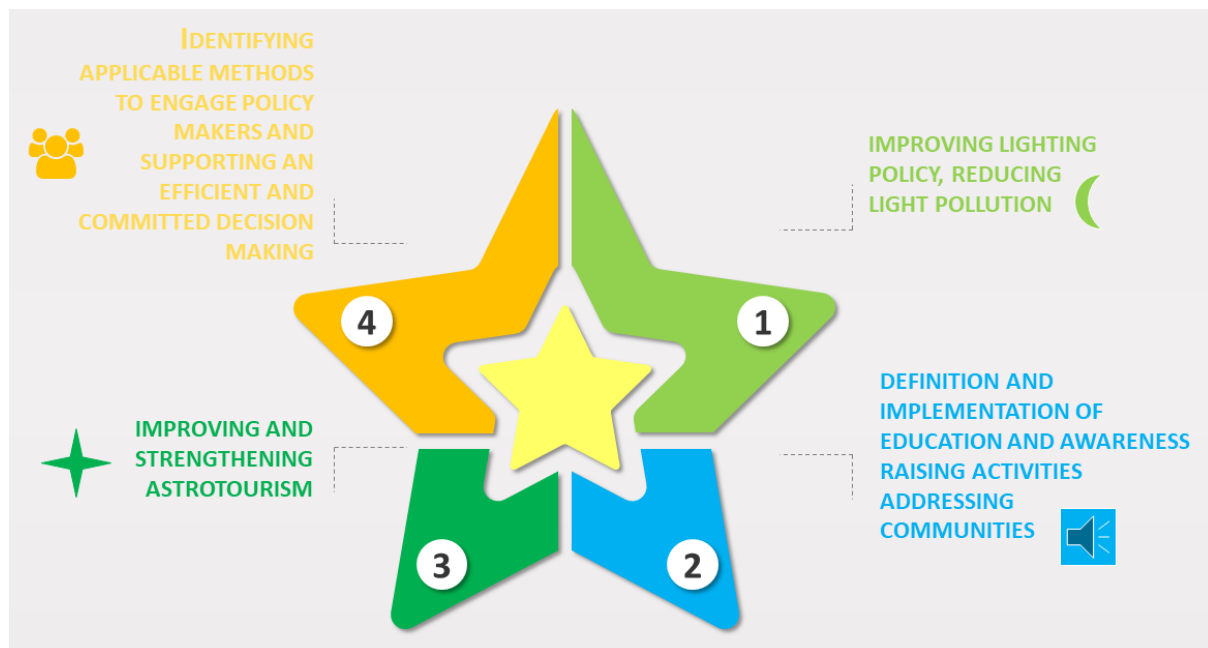 IDENTIFYING
APPLICABLE METHODS
TO ENGAGE POLICY
MAKERS AND
SUPPORTING AN
EFFICIENT AND
COMMITTED DECISION
MAKING
4
IMPROVING LIGHTING
POLICY, REDUCING
LIGHT POLLUTION
1
IMPROVING AND
STRENGTHENING
ASTROTOURISM
3
DEFINITION AND
IMPLEMENTATION OF
EDUCATION AND AWARENESS
RAISING ACTIVITIES
ADDRESSING
COMMUNITIES
2